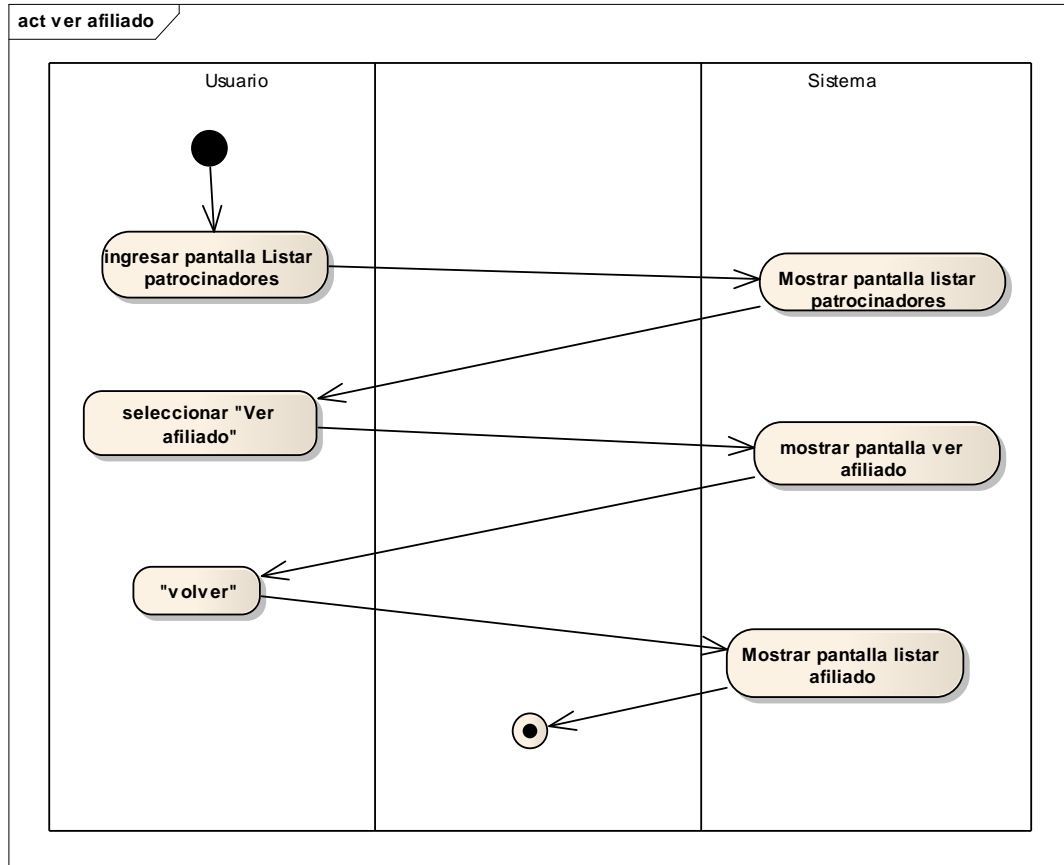 act ver afiliado
Usuario
Sistema
ingresar pantalla Listar
patrocinadores
Mostrar pantalla listar
patrocinadores
seleccionar "Ver
afiliado"
mostrar pantalla ver
afiliado
"volver"
Mostrar pantalla listar
afiliado